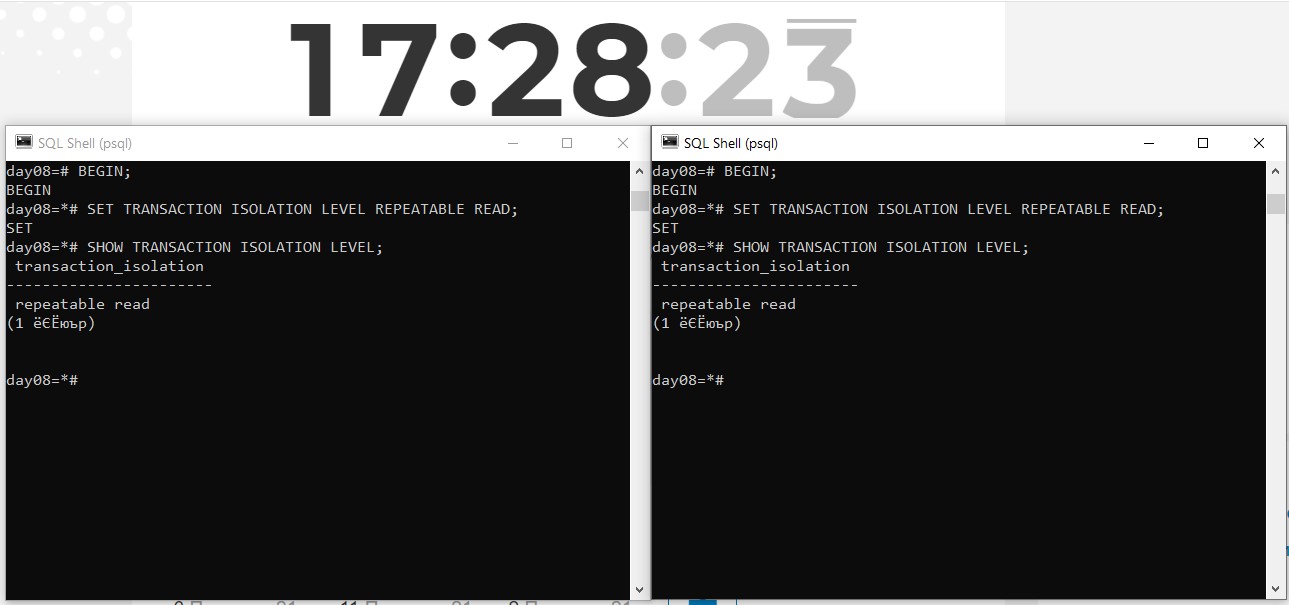 17:28:23
SQL Shell (psql)
day08=# BEGIN;
BEGIN
day08=*# SET TRANSACTION ISOLATION LEVEL REPEATABLE READ;
SET
day08=*# SHOW TRANSACTION ISOLATION LEVEL;
transaction_isolation
-----------------------
repeatable read
(1 ёЄЁюър)
day08=*#
SQL Shell (psql)
day08=# BEGIN;
BEGIN
day08=*# SET TRANSACTION ISOLATION LEVEL REPEATABLE READ;
SET
day08=*# SHOW TRANSACTION ISOLATION LEVEL;
transaction_isolation
-----------------------
repeatable read
(1 ёЄЁюър)
day08=*#